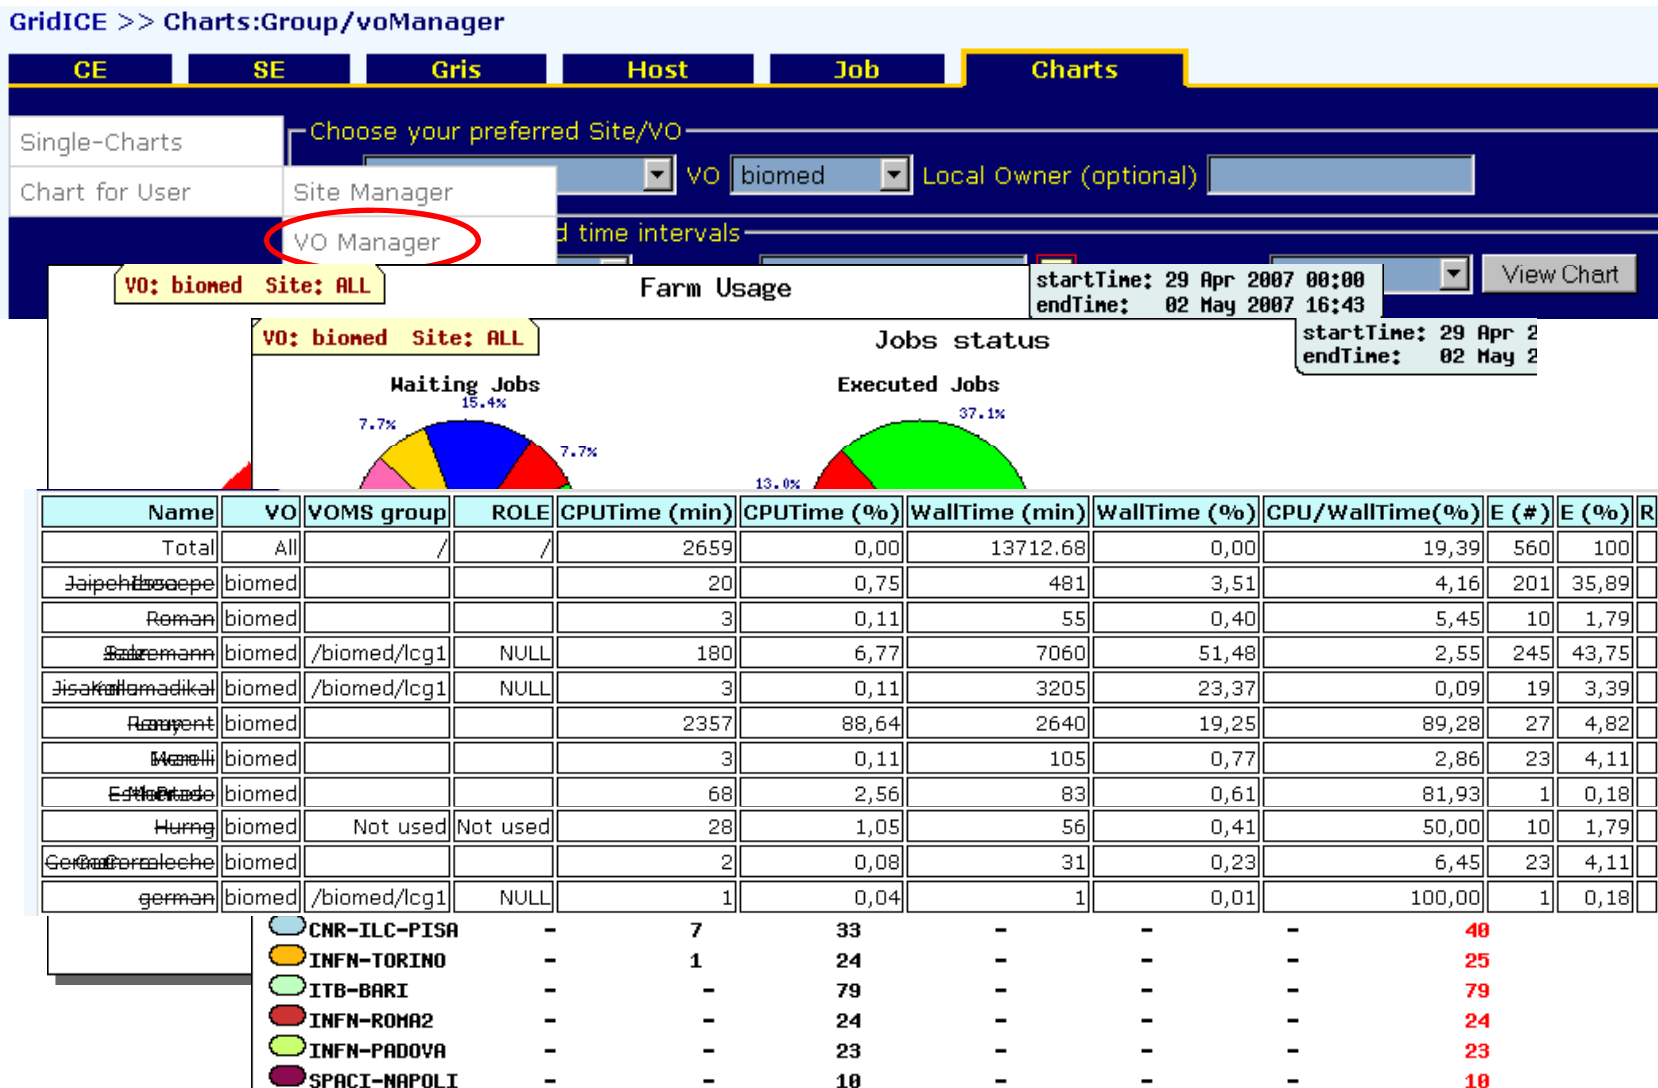 GridICE >> Charts:Group/voManager
CE SE Gris Host Job Charts
Single-Charts
Choose your preferred Site/VO
VO biomed Local Owner (optional)
Chart for User
Site Manager
VO Manager
d time intervals
View Chart
VO: biomed Site: ALL
Farm Usage
startTime: 29 Apr 2007 00:00
endTime: 02 May 2007 16:43
VO: biomed Site: ALL
Jobs status
startTime: 29 Apr 2
endTime: 02 May 2
Waiting Jobs
Executed Jobs
15.4%
37.1%
7.7%
7.7%
13.0%
Name VO VOMS group ROLE CPUTime (min) CPUTime (%) WallTime (min) WallTime (%) CPU/WallTime(%) E (#) E (%) R
Total All / / 2659 0,00 13712.68 0,00 19,39 560 100
biomed 20 0,75 481 3,51 4,16 201 35,89
Roman biomed 3 0,11 55 0,40 5,45 10 1,79
biomed /biomed/lcg1 NULL 180 6,77 7060 51,48 2,55 245 43,75
biomed /biomed/lcg1 NULL 3 0,11 3205 23,37 0,09 19 3,39
biomed 2357 88,64 2640 19,25 89,28 27 4,82
biomed 3 0,11 105 0,77 2,86 23 4,11
biomed 68 2,56 83 0,61 81,93 1 0,18
Hurng biomed Not used Not used 28 1,05 56 0,41 50,00 10 1,79
biomed 2 0,08 31 0,23 6,45 23 4,11
german biomed /biomed/lcg1 NULL 1 0,04 1 0,01 100,00 1 0,18
CNR-ILC-PISA - 7 33 - - - 40
INFN-TORINO - 1 24 - - - 25
ITB-BARI - - 79 - - - 79
INFN-ROMA2 - - 24 - - - 24
INFN-PADOVA - - 23 - - - 23
SPACI-NAPOLI - - 10 - - - 10